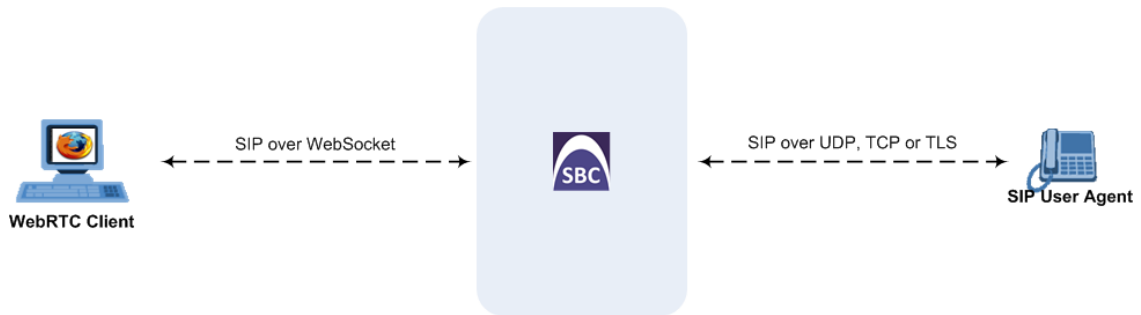 SIP over WebSocket
SIP over UDP, TCP or TLS
SBC
WebRTC Client
SIP User Agent